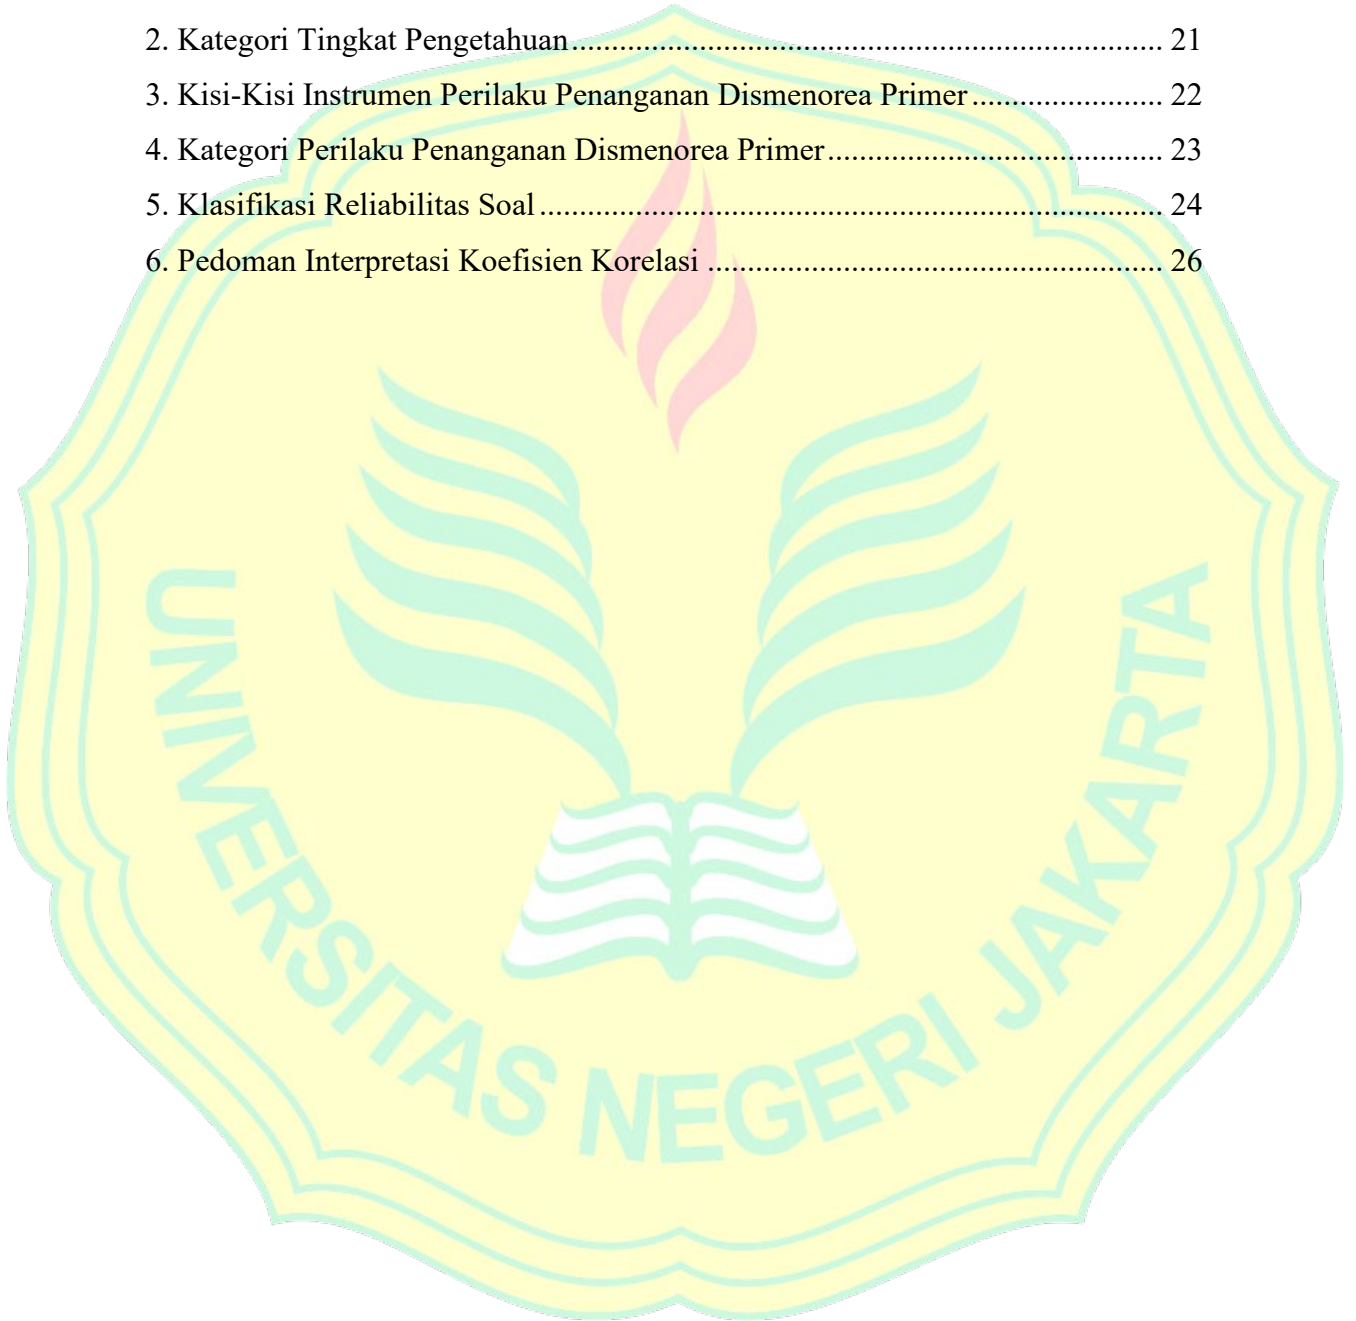 2. Kategori Tingkat Pengetahuan.......................................................................... 21
3. Kisi-Kisi Instrumen Perilaku Penanganan Dismenorea Primer........................ 22
4. Kategori Perilaku Penanganan Dismenorea Primer.......................................... 23
5. Klasifikasi Reliabilitas Soal.............................................................................. 24
6. Pedoman Interpretasi Koefisien Korelasi ......................................................... 26
UNIVERSITAS NEGERI JAKARTA